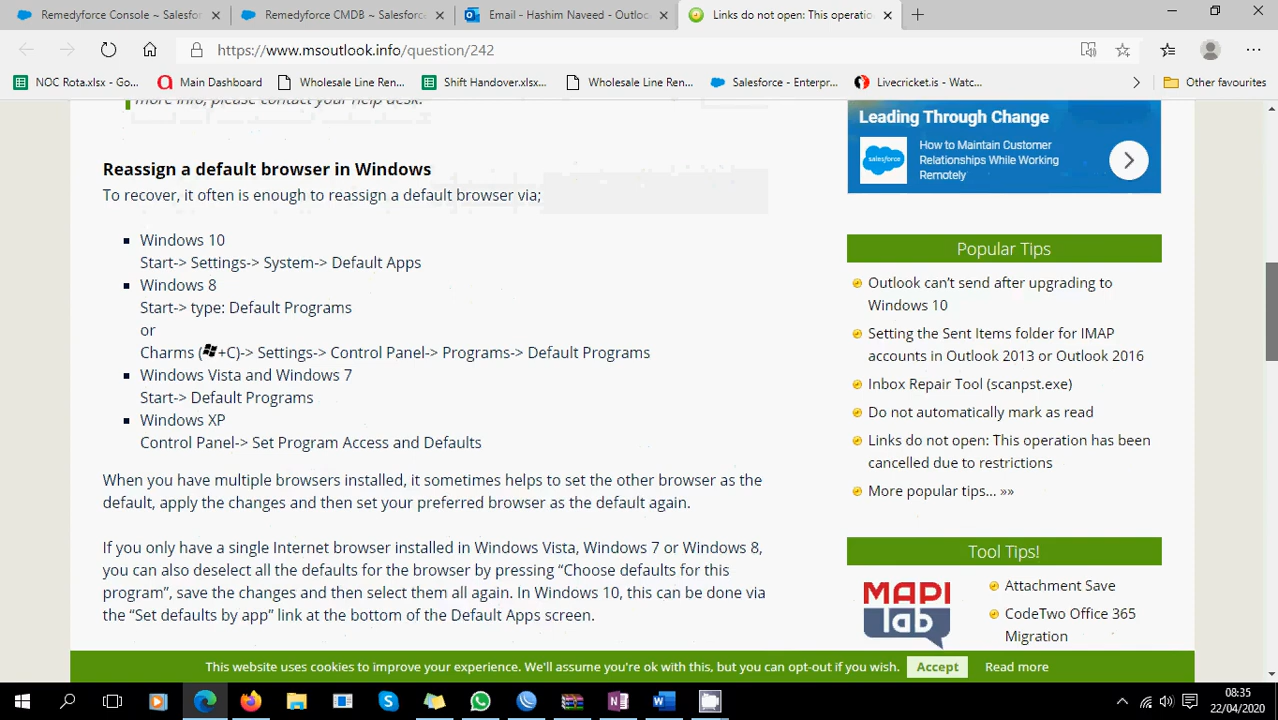 Remedyforce Console ~ Salesfor
Remedyforce CMDB ~ Salesforce
Email – Hashim Naveed - Outloo
Links do not open: This operatio
https://www.msoutlook.info/question/242
NOC Rota.xlsx - Go...
Main Dashboard
Wholesale Line Ren...
Shift Handover.xlsx...
Wholesale Line Ren...
Salesforce - Enterpr...
Livecricket.is - Watc...
Other favourites
more info, please contact your help desk.
Reassign a default browser in Windows
To recover, it often is enough to reassign a default browser via;
Windows 10
Start-> Settings-> System-> Default Apps
Windows 8
Start-> type: Default Programs
or
Charms (+C)-> Settings-> Control Panel-> Programs-> Default Programs
Windows Vista and Windows 7
Start-> Default Programs
Windows XP
Control Panel-> Set Program Access and Defaults
When you have multiple browsers installed, it sometimes helps to set the other browser as the
default, apply the changes and then set your preferred browser as the default again.
If you only have a single Internet browser installed in Windows Vista, Windows 7 or Windows 8,
you can also deselect all the defaults for the browser by pressing “Choose defaults for this
program”, save the changes and then select them all again. In Windows 10, this can be done via
the “Set defaults by app” link at the bottom of the Default Apps screen.
Leading Through Change
salesforce
How to Maintain Customer
Relationships While Working
Remotely
Popular Tips
Outlook can’t send after upgrading to
Windows 10
Setting the Sent Items folder for IMAP
accounts in Outlook 2013 or Outlook 2016
Inbox Repair Tool (scanpst.exe)
Do not automatically mark as read
Links do not open: This operation has been
cancelled due to restrictions
More popular tips... »»
Tool Tips!
MAPI
lab
Attachment Save
CodeTwo Office 365
Migration
This website uses cookies to improve your experience. We'll assume you're ok with this, but you can opt-out if you wish.
Accept
Read more
08:35
22/04/2020